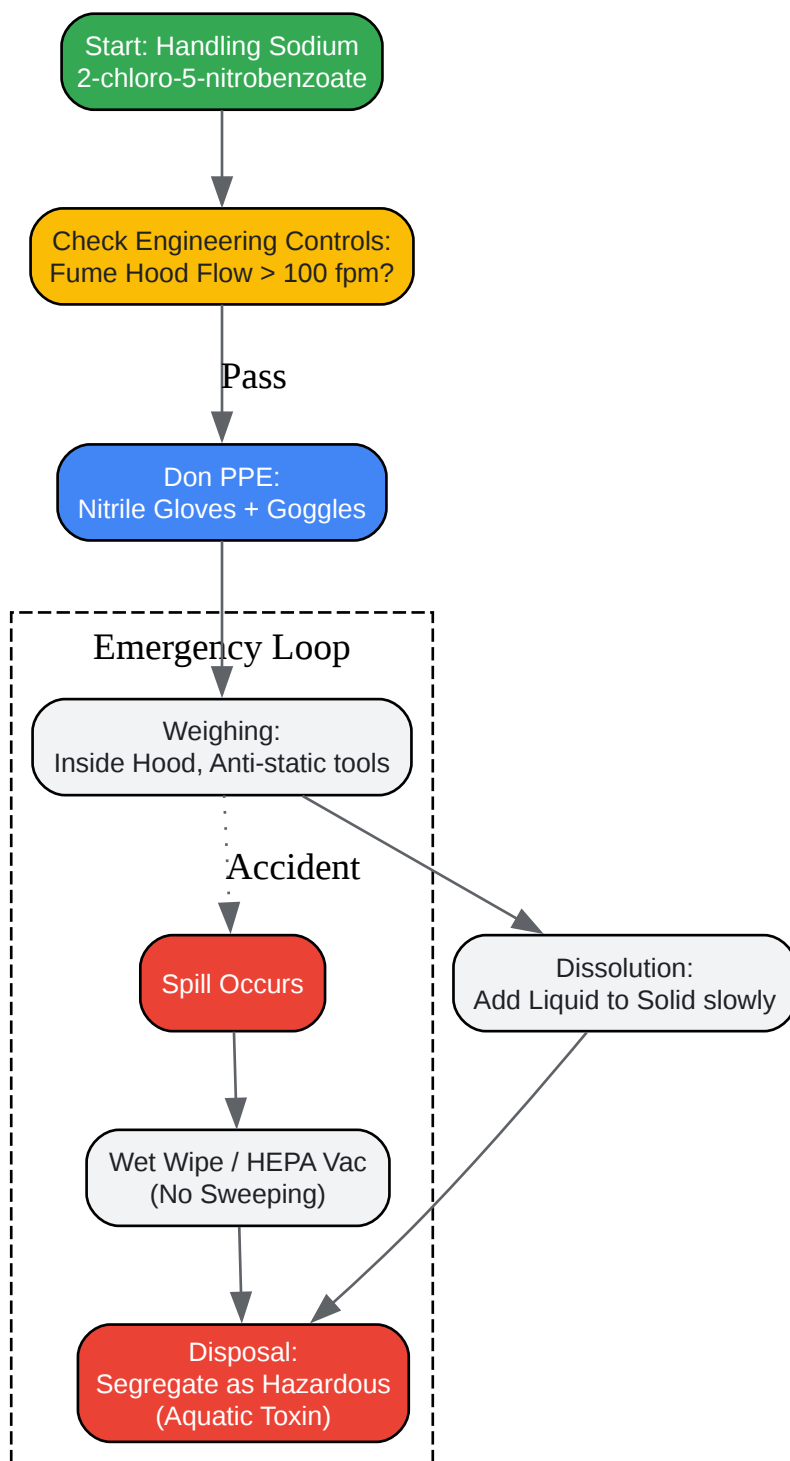 Start: Handling Sodium
2-chloro-5-nitrobenzoate
Check Engineering Controls:
Fume Hood Flow > 100 fpm?
Pass
Don PPE:
Nitrile Gloves + Goggles
Emergency Loop
Weighing:
Inside Hood, Anti-static tools
Accident
Spill Occurs
Dissolution:
Add Liquid to Solid slowly
Wet Wipe / HEPA Vac
(No Sweeping)
Disposal:
Segregate as Hazardous
(Aquatic Toxin)